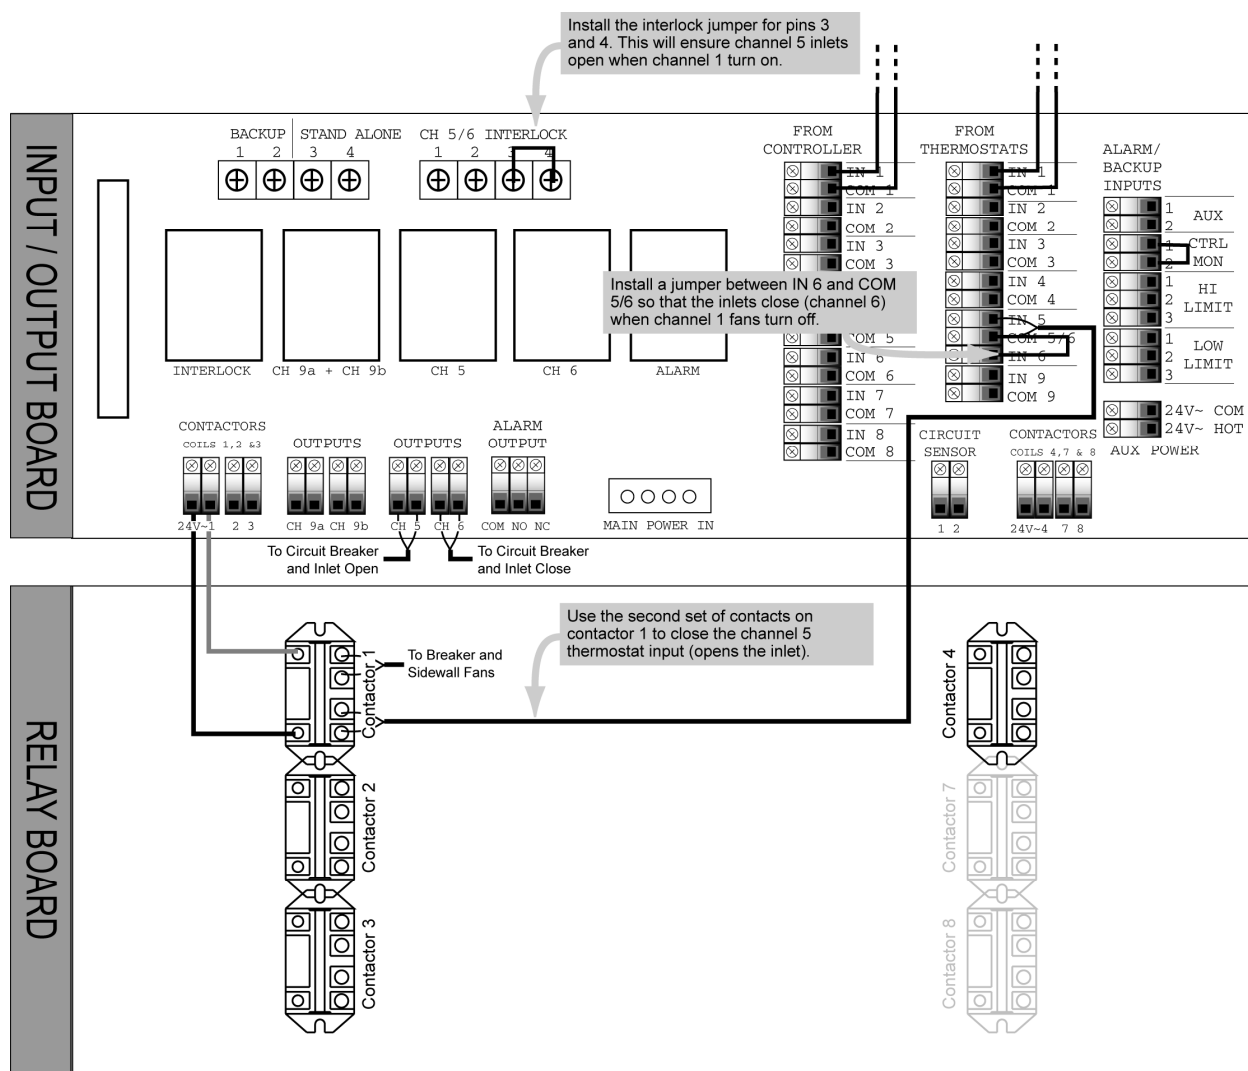 Install the interlock jumper for pins 3
and 4. This will ensure channel 5 inlets
open when channel 1 turn on.
INPUT / OUTPUT BOARD
BACKUP STAND ALONE
1 2 3 4
CH 5/6 INTERLOCK
1 2 3 4
INTERLOCK
CH 9a + CH 9b
CH 5
CH 6
ALARM
FROM
CONTROLLER
IN 1
COM 1
IN 2
COM 2
IN 3
COM 3
COM 5
IN 6
COM 6
IN 7
COM 7
IN 8
COM 8
FROM
THERMOSTATS
IN 1
COM 1
IN 2
COM 2
IN 3
COM 3
IN 4
COM 4
IN 5
COM 5/6
IN 6
IN 9
COM 9
Install a jumper between IN 6 and COM
5/6 so that the inlets close (channel 6)
when channel 1 fans turn off.
ALARM/
BACKUP
INPUTS
1
2
AUX
1
2
CTRL
MON
1
2
3
HI
LIMIT
1
2
3
LOW
LIMIT
24V~ COM
24V~ HOT
AUX POWER
CONTACTORS
COILS 1,2 &3
24V~1 2 3
OUTPUTS
CH 9a CH 9b
OUTPUTS
CH 5 CH 6
ALARM
OUTPUT
COM NO NC
MAIN POWER IN
CIRCUIT
SENSOR
1 2
CONTACTORS
COILS 4,7 & 8
24V~4 7 8
To Circuit Breaker
and Inlet Open
To Circuit Breaker
and Inlet Close
RELAY BOARD
Use the second set of contacts on
contactor 1 to close the channel 5
thermostat input (opens the inlet).
To Breaker and
Sidewall Fans
Contactor 1
Contactor 2
Contactor 3
Contactor 4
Contactor 7
Contactor 8